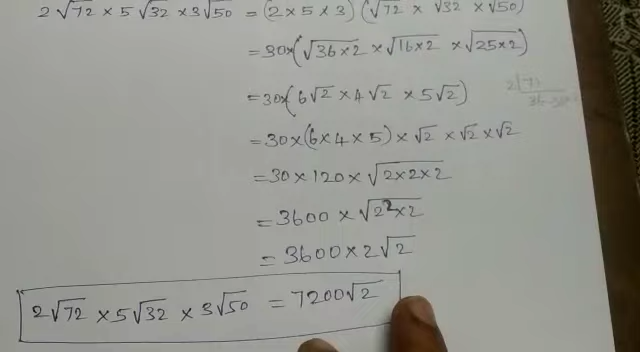 2√72 × 5√32 × 3√50 = (2 × 5 × 3) (√72 × √32 × √50)
= 30×(√36×2 × √16×2 × √25×2)
= 30×(6√2 × 4√2 × 5√2)
= 30×(6×4×5) × √2 × √2 × √2
= 30 × 120 × √2×2×2
= 3600 × √2²×2
= 3600 × 2√2
2√72 × 5√32 × 3√50 = 7200√2